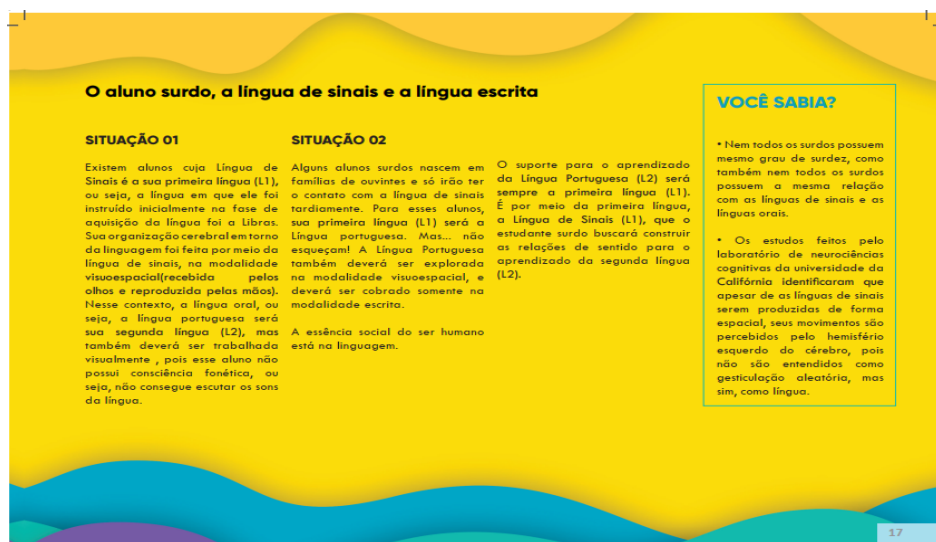 O aluno surdo, a língua de sinais e a língua escrita
SITUAÇÃO 01
Existem alunos cuja Língua de
Sinais é a sua primeira língua (L1),
ou seja, a língua em que ele foi
instruído inicialmente na fase de
aquisição da língua foi a Libras.
Sua organização cerebral em torno
da linguagem foi feita por meio da
língua de sinais, na modalidade
visuoespacial(recebida pelos
olhos e reproduzida pelas mãos).
Nesse contexto, a língua oral, ou
seja, a língua portuguesa será
sua segunda língua (L2), mas
também deverá ser trabalhada
visualmente , pois esse aluno não
possui consciência fonética, ou
seja, não consegue escutar os sons
da língua.
SITUAÇÃO 02
Alguns alunos surdos nascem em
famílias de ouvintes e só irão ter
o contato com a língua de sinais
tardiamente. Para esses alunos,
sua primeira língua (L1) será a
Língua portuguesa. Mas... não
esqueçam! A Língua Portuguesa
também deverá ser explorada
na modalidade visuoespacial, e
deverá ser cobrado somente na
modalidade escrita.
A essência social do ser humano
está na linguagem.
O suporte para o aprendizado
da Língua Portuguesa (L2) será
sempre a primeira língua (L1).
É por meio da primeira língua,
a Língua de Sinais (L1), que o
estudante surdo buscará construir
as relações de sentido para o
aprendizado da segunda língua
(L2).
VOCÊ SABIA?
• Nem todos os surdos possuem
mesmo grau de surdez, como
também nem todos os surdos
possuem a mesma relação
com as línguas de sinais e as
línguas orais.
• Os estudos feitos pelo
laboratório de neurociências
cognitivas da universidade da
Califórnia identificaram que
apesar de as línguas de sinais
serem produzidas de forma
espacial, seus movimentos são
percebidos pelo hemisfério
esquerdo do cérebro, pois
não são entendidos como
gesticulação aleatória, mas
sim, como língua.
17